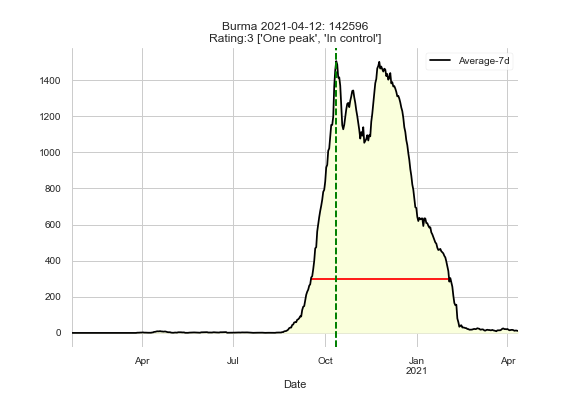 Burma 2021-04-12: 142596
Rating:3 ['One peak', 'In control']
Average-7d
1400
1200
1000
800
600
400
200
0
Apr Jul Oct Jan Apr
2021
Date